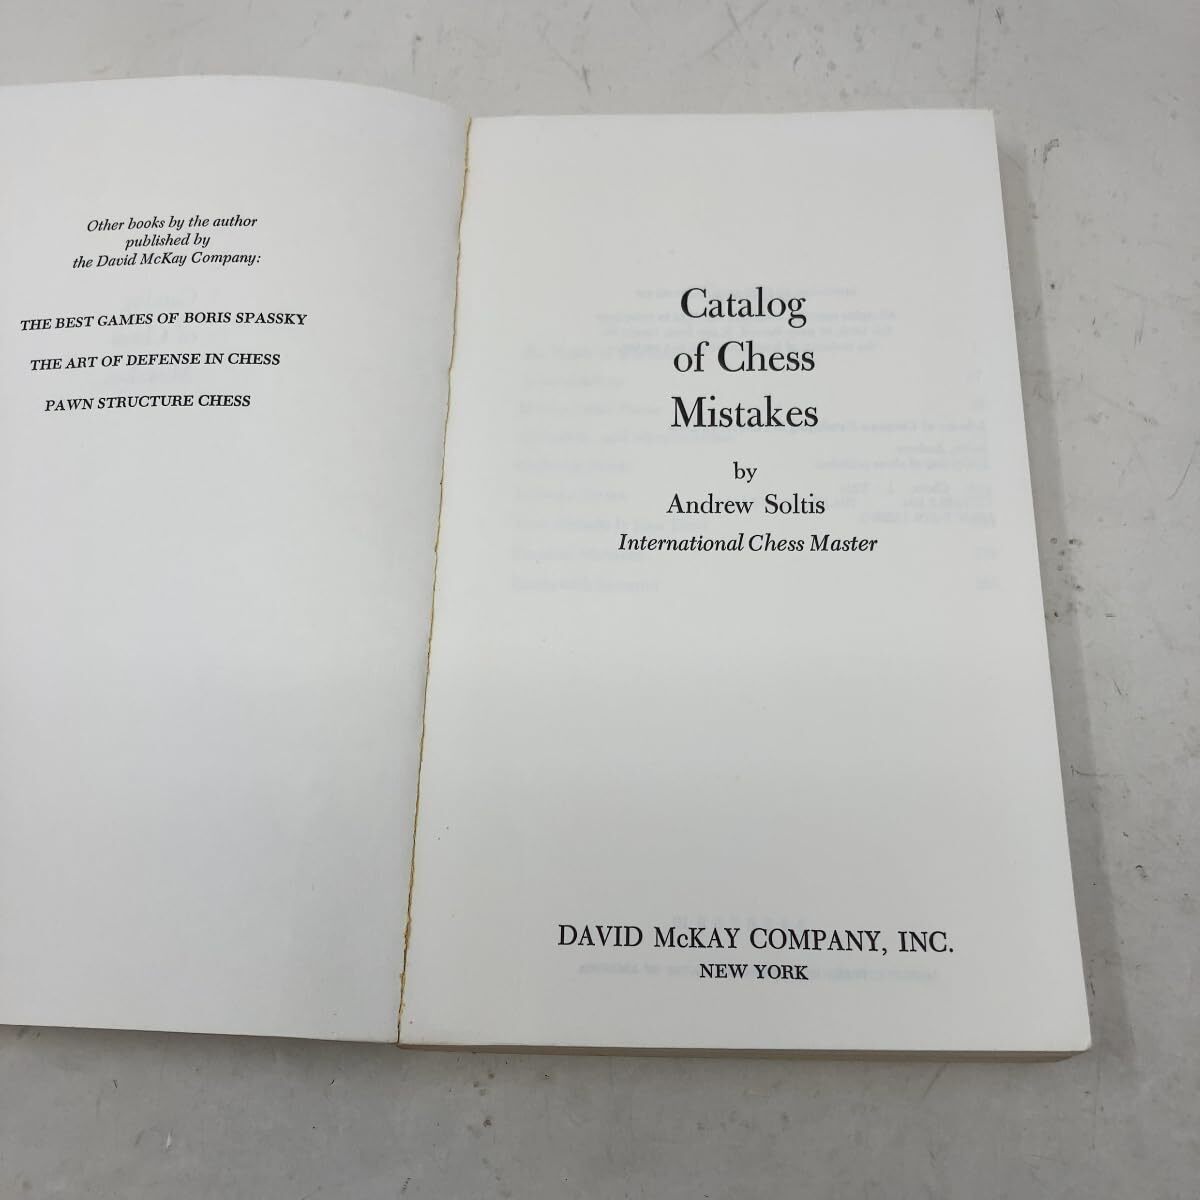 Other books by the author
published by
the David McKay Company:
THE BEST GAMES OF BORIS SPASSKY
THE ART OF DEFENSE IN CHESS
PAWN STRUCTURE CHESS
Catalog
of Chess
Mistakes
by
Andrew Soltis
International Chess Master
DAVID McKAY COMPANY, INC.
NEW YORK